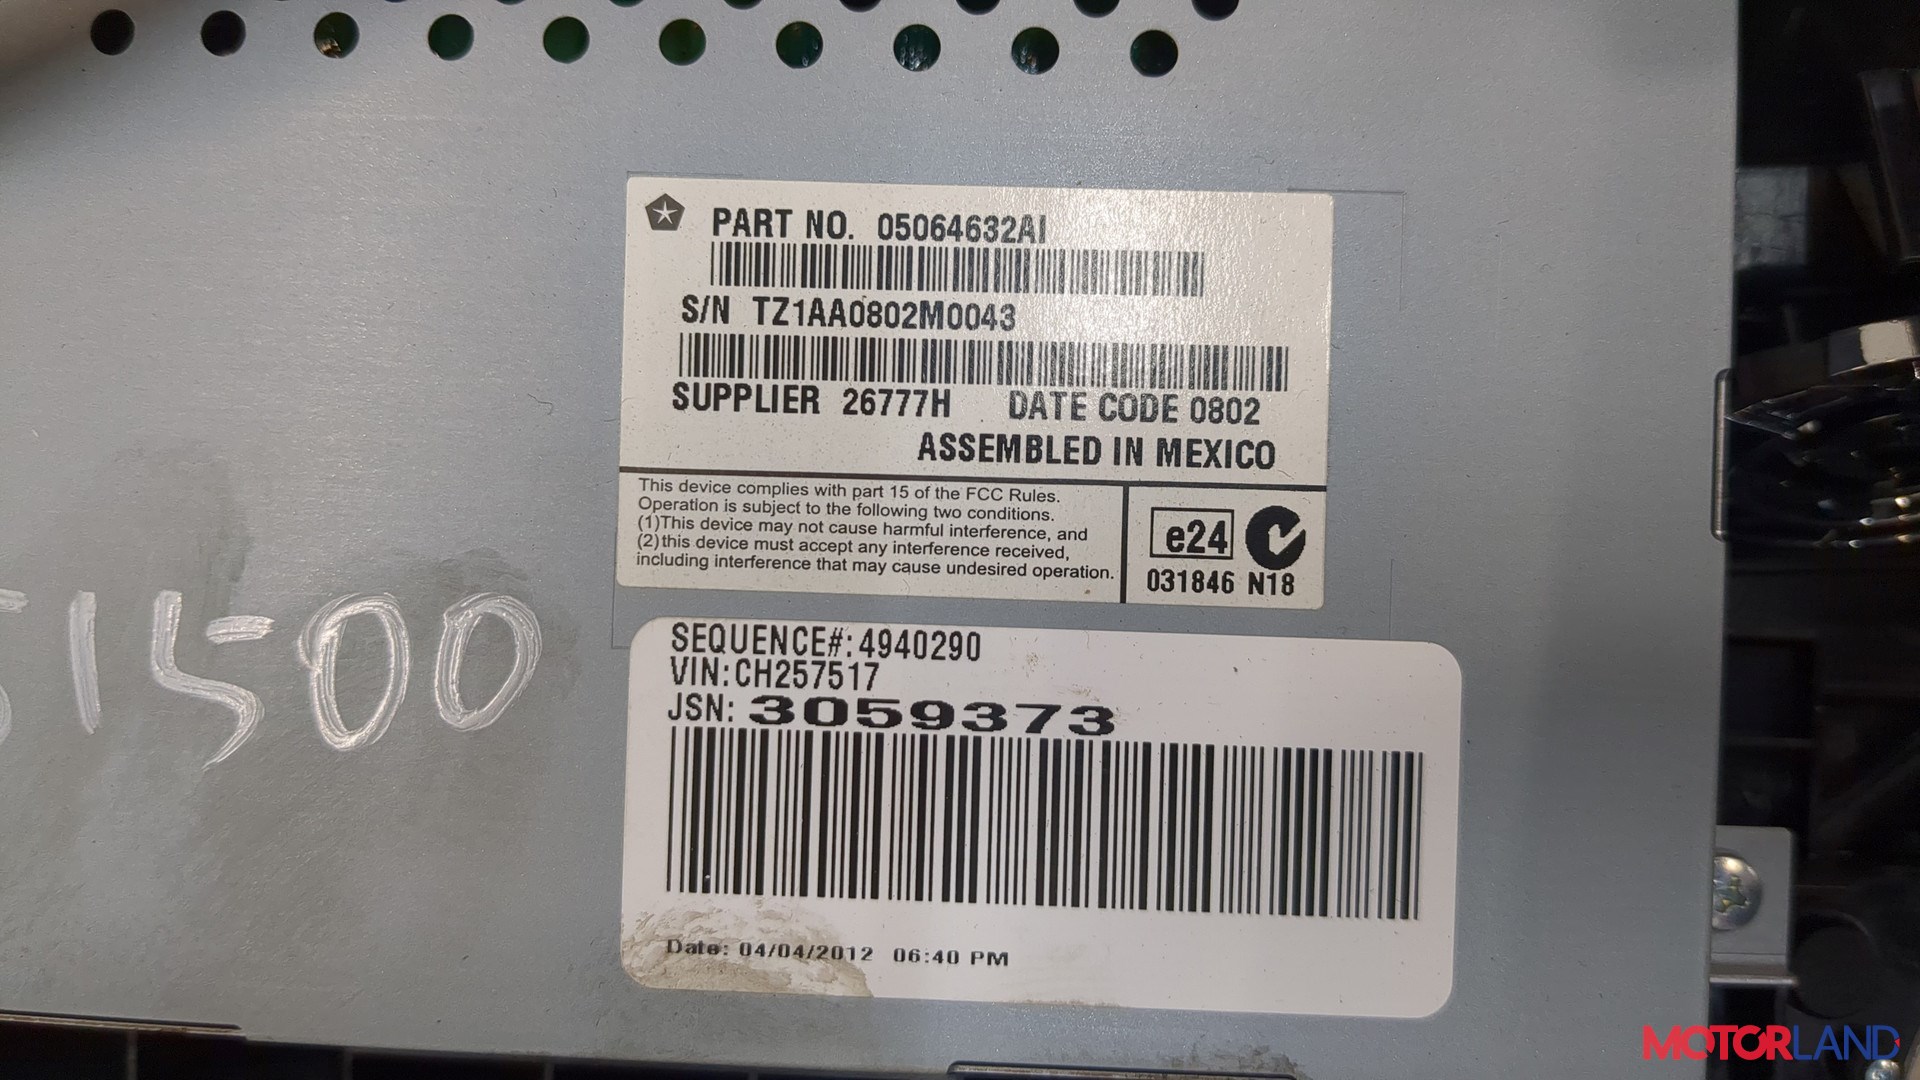 PART NO. 05064632AI
S/N TZ1AA0802M0043
SUPPLIER 26777H DATE CODE 0802
ASSEMBLED IN MEXICO
This device complies with part 15 of the FCC Rules.
Operation is subject to the following two conditions.
(1)This device may not cause harmful interference, and
(2)this device must accept any interference received,
including interference that may cause undesired operation.
e24
031846 N18
1500
SEQUENCE#: 4940290
VIN: CH257517
JSN: 3059373
Date: 04/04/2012 06:40 PM
MOTORLAND